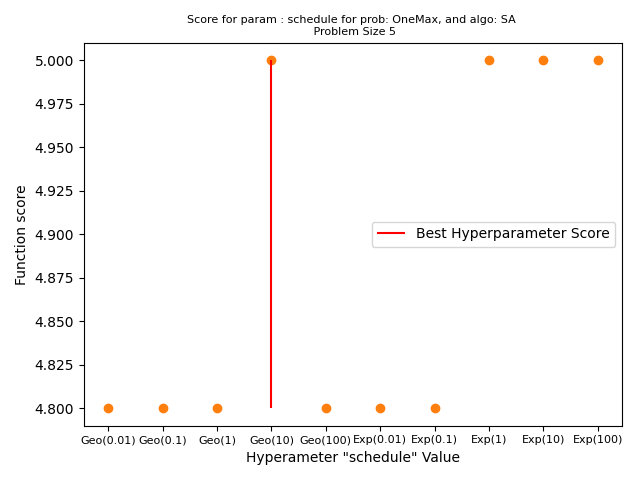 Score for param : schedule for prob: OneMax, and algo: SA
Problem Size 5
5.000
4.975
4.950
4.925
4.900
4.875
4.850
4.825
4.800
Function score
Best Hyperparameter Score
Geo(0.01) Geo(0.1) Geo(1) Geo(10) Geo(100) Exp(0.01) Exp(0.1) Exp(1) Exp(10) Exp(100)
Hyperameter "schedule" Value